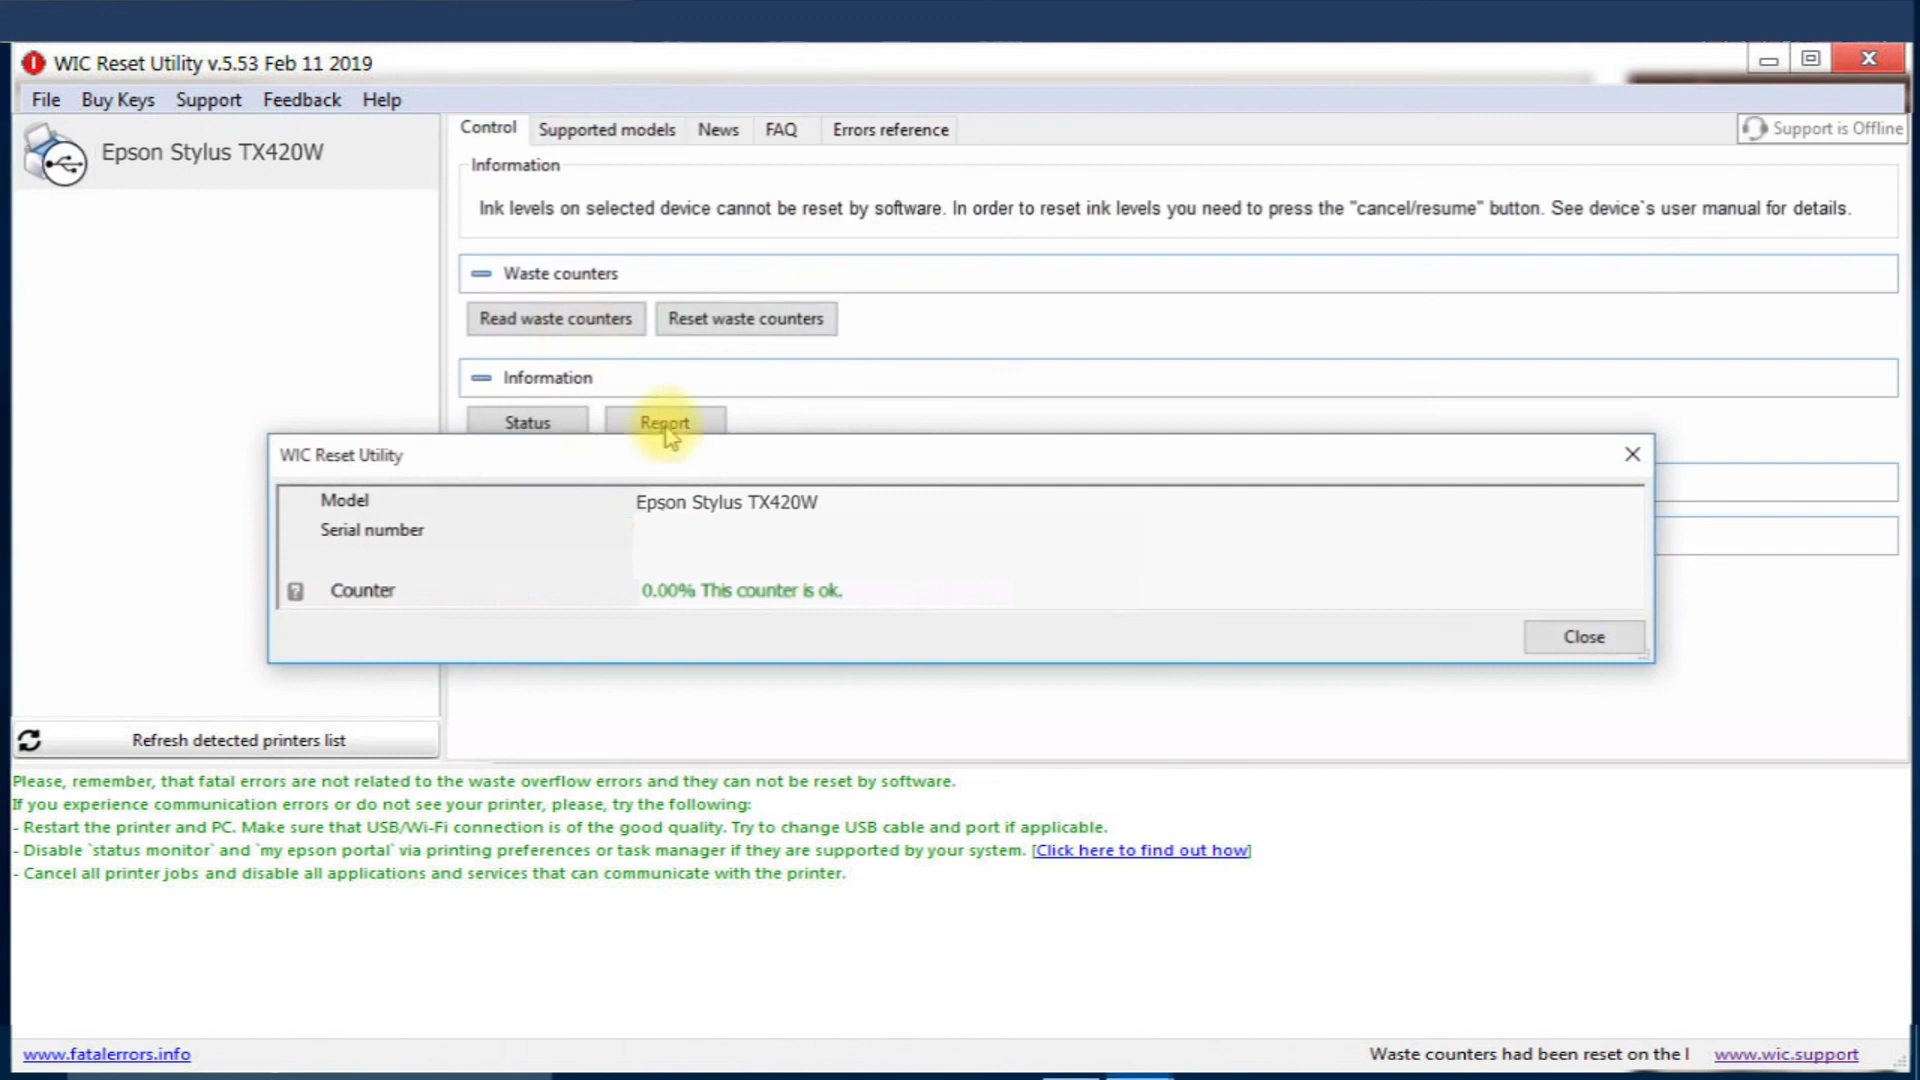 WIC Reset Utility v.5.53 Feb 11 2019
File Buy Keys Support Feedback Help
Epson Stylus TX420W
Control Supported models News FAQ Errors reference
Support is Offline
Information
Ink levels on selected device cannot be reset by software. In order to reset ink levels you need to press the "cancel/resume" button. See device`s user manual for details.
Waste counters
Read waste counters Reset waste counters
Information
Status Report
WIC Reset Utility
Model Epson Stylus TX420W
Serial number
? Counter 0.00% This counter is ok.
Close
Refresh detected printers list
Please, remember, that fatal errors are not related to the waste overflow errors and they can not be reset by software.
If you experience communication errors or do not see your printer, please, try the following:
- Restart the printer and PC. Make sure that USB/Wi-Fi connection is of the good quality. Try to change USB cable and port if applicable.
- Disable `status monitor` and `my epson portal` via printing preferences or task manager if they are supported by your system. [Click here to find out how]
- Cancel all printer jobs and disable all applications and services that can communicate with the printer.
www.fatalerrors.info
Waste counters had been reset on the l www.wic.support